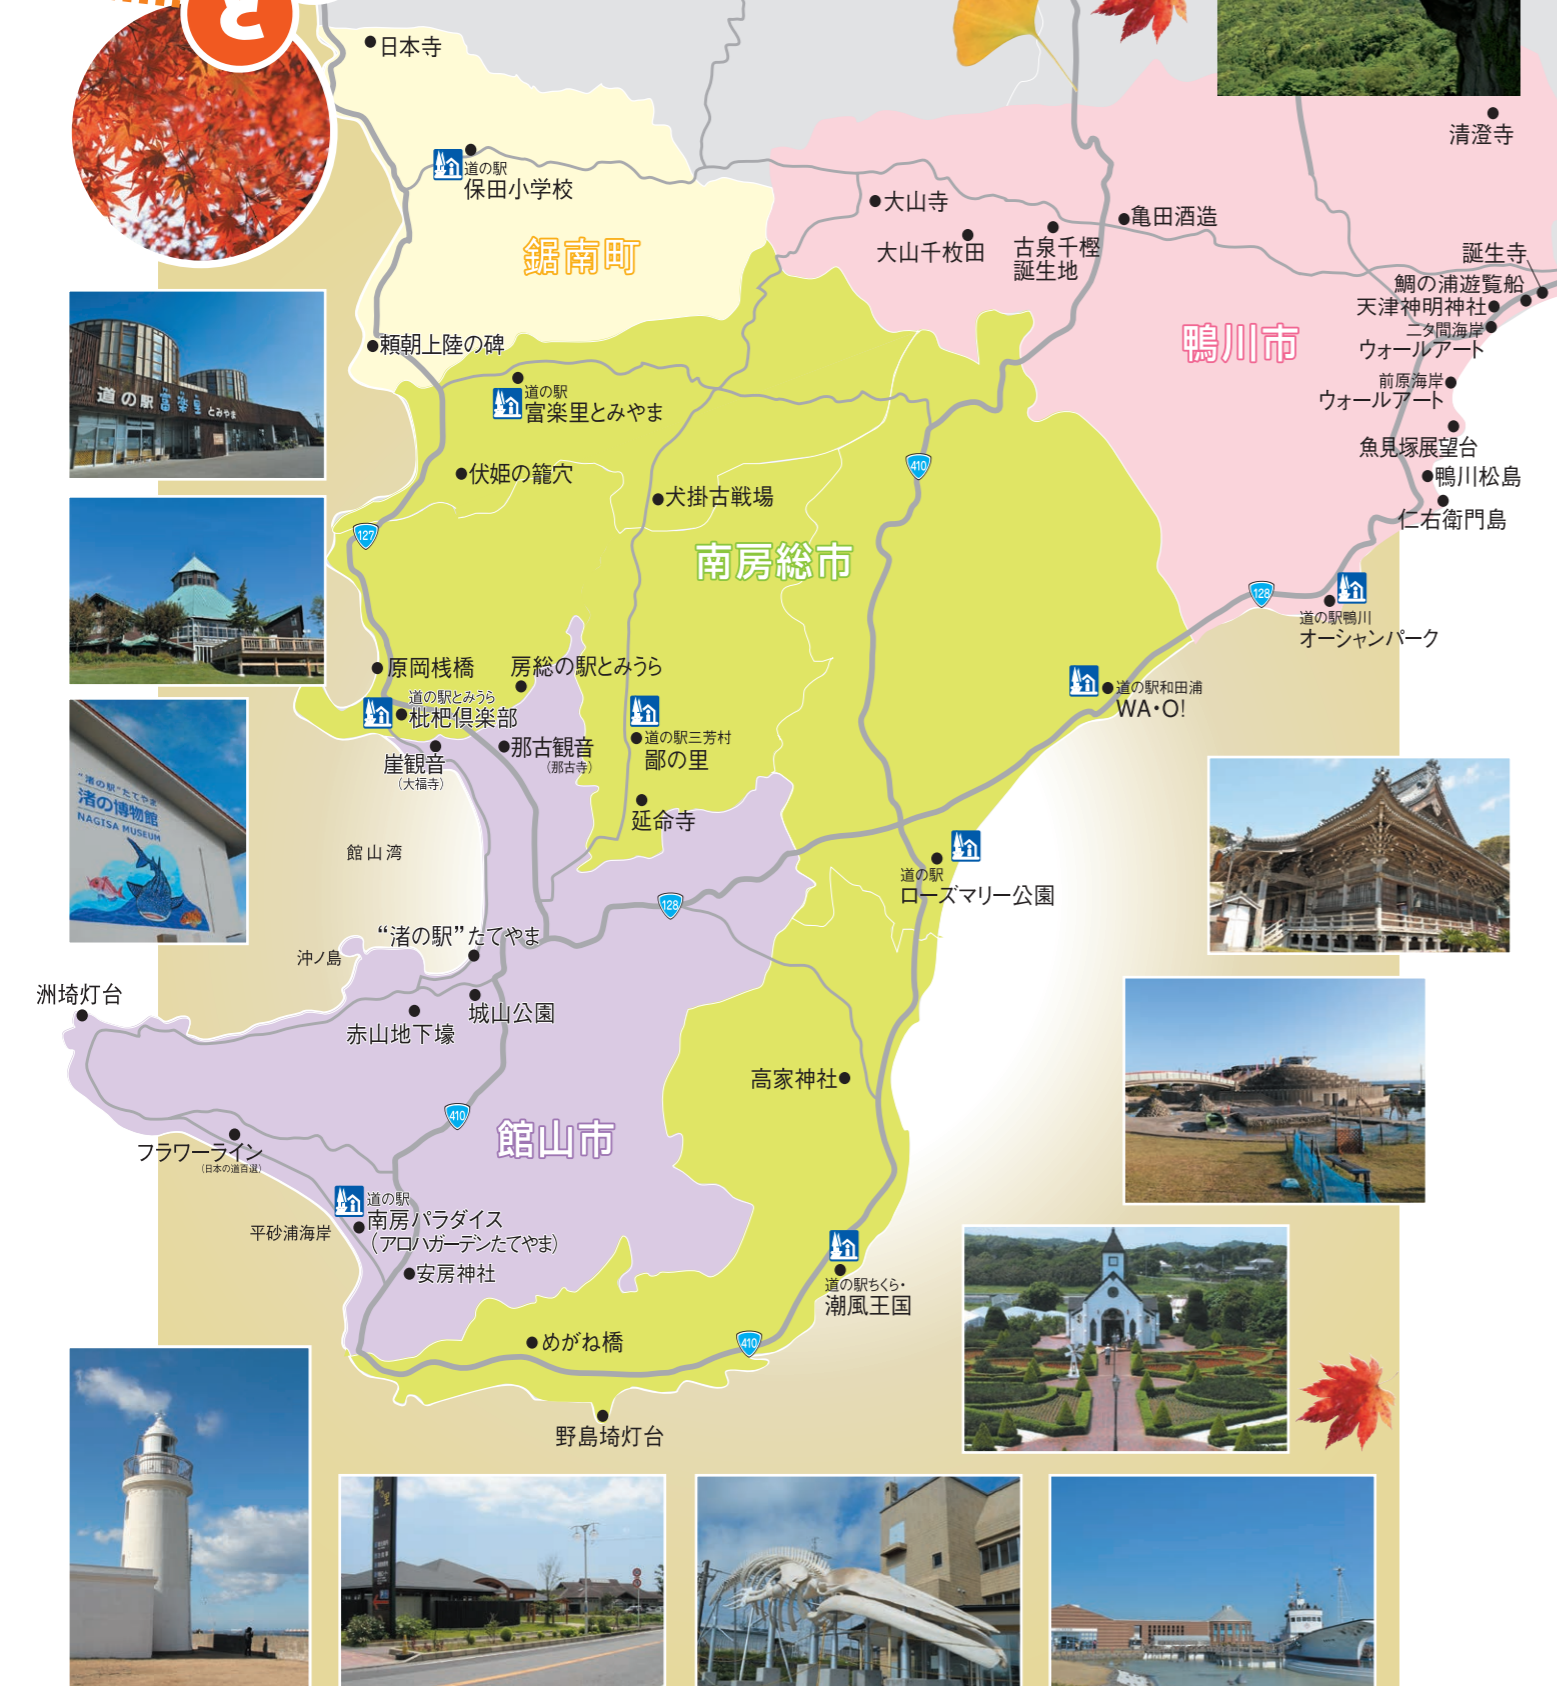 と
日本寺
道の駅
保田小学校
鋸南町
清澄寺
大山寺
大山千枚田
古泉千樫
誕生地
亀田酒造
誕生寺
鯛の浦遊覧船
天津神明神社
二タ間海岸
ウォールアート
前原海岸
ウォールアート
魚見塚展望台
鴨川松島
仁右衛門島
鴨川市
頼朝上陸の碑
道の駅
富楽里とみやま
道の駅 富楽里 とみやま
伏姫の籠穴
犬掛古戦場
410
127
南房総市
128
道の駅鴨川
オーシャンパーク
原岡桟橋
房総の駅とみうら
道の駅とみうら
枇杷倶楽部
道の駅和田浦
WA・O!
那古観音
(那古寺)
崖観音
(大福寺)
道の駅三芳村
鄙の里
延命寺
"渚の駅"たてやま
渚の博物館
NAGISA MUSEUM
館山湾
道の駅
ローズマリー公園
128
“渚の駅”たてやま
沖ノ島
洲埼灯台
城山公園
赤山地下壕
高家神社
410
館山市
フラワーライン
(日本の道百選)
道の駅
南房パラダイス
(アロハガーデンたてやま)
平砂浦海岸
安房神社
道の駅ちくら・
潮風王国
めがね橋
410
野島埼灯台